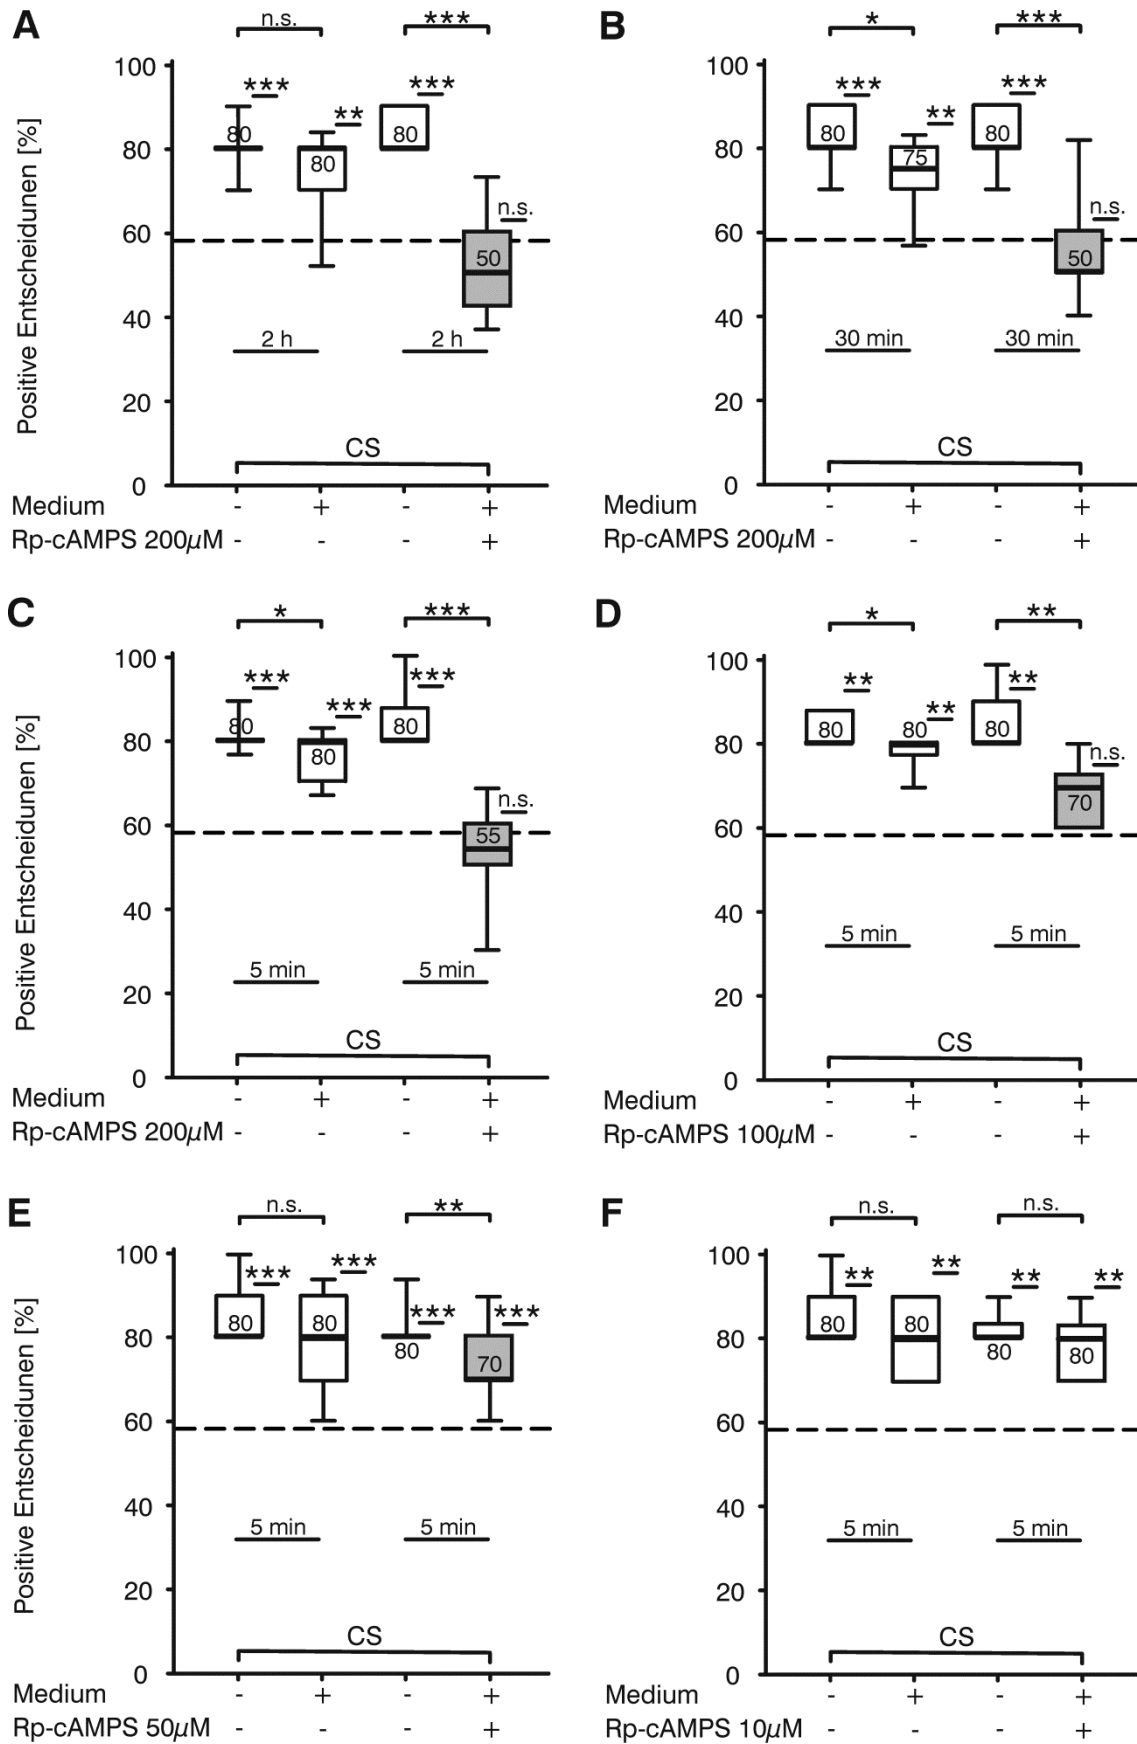 A
n.s.
***
Positive Entscheidunen [%]
100
80
60
40
20
0
***
**
***
n.s.
80
80
80
50
2 h
2 h
CS
Medium - + - +
Rp-cAMPS 200µM - - - +
B
*
***
100
80
60
40
20
0
***
**
***
n.s.
80
75
80
50
30 min
30 min
CS
Medium - + - +
Rp-cAMPS 200µM - - - +
C
*
***
Positive Entscheidunen [%]
100
80
60
40
20
0
***
***
***
n.s.
80
80
80
55
5 min
5 min
CS
Medium - + - +
Rp-cAMPS 200µM - - - +
D
*
**
100
80
60
40
20
0
**
**
**
n.s.
80
80
80
70
5 min
5 min
CS
Medium - + - +
Rp-cAMPS 100µM - - - +
E
n.s.
**
Positive Entscheidunen [%]
100
80
60
40
20
0
***
***
***
***
80
80
80
70
5 min
5 min
CS
Medium - + - +
Rp-cAMPS 50µM - - - +
F
n.s.
n.s.
100
80
60
40
20
0
**
**
**
**
80
80
80
80
5 min
5 min
CS
Medium - + - +
Rp-cAMPS 10µM - - - +